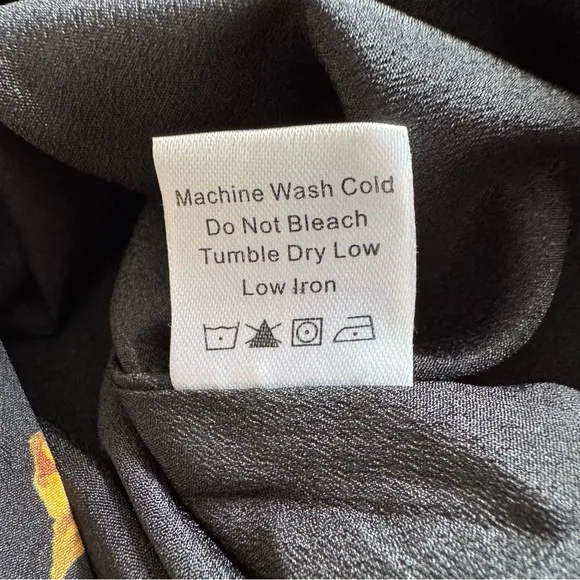 Machine Wash Cold
Do Not Bleach
Tumble Dry Low
Low Iron